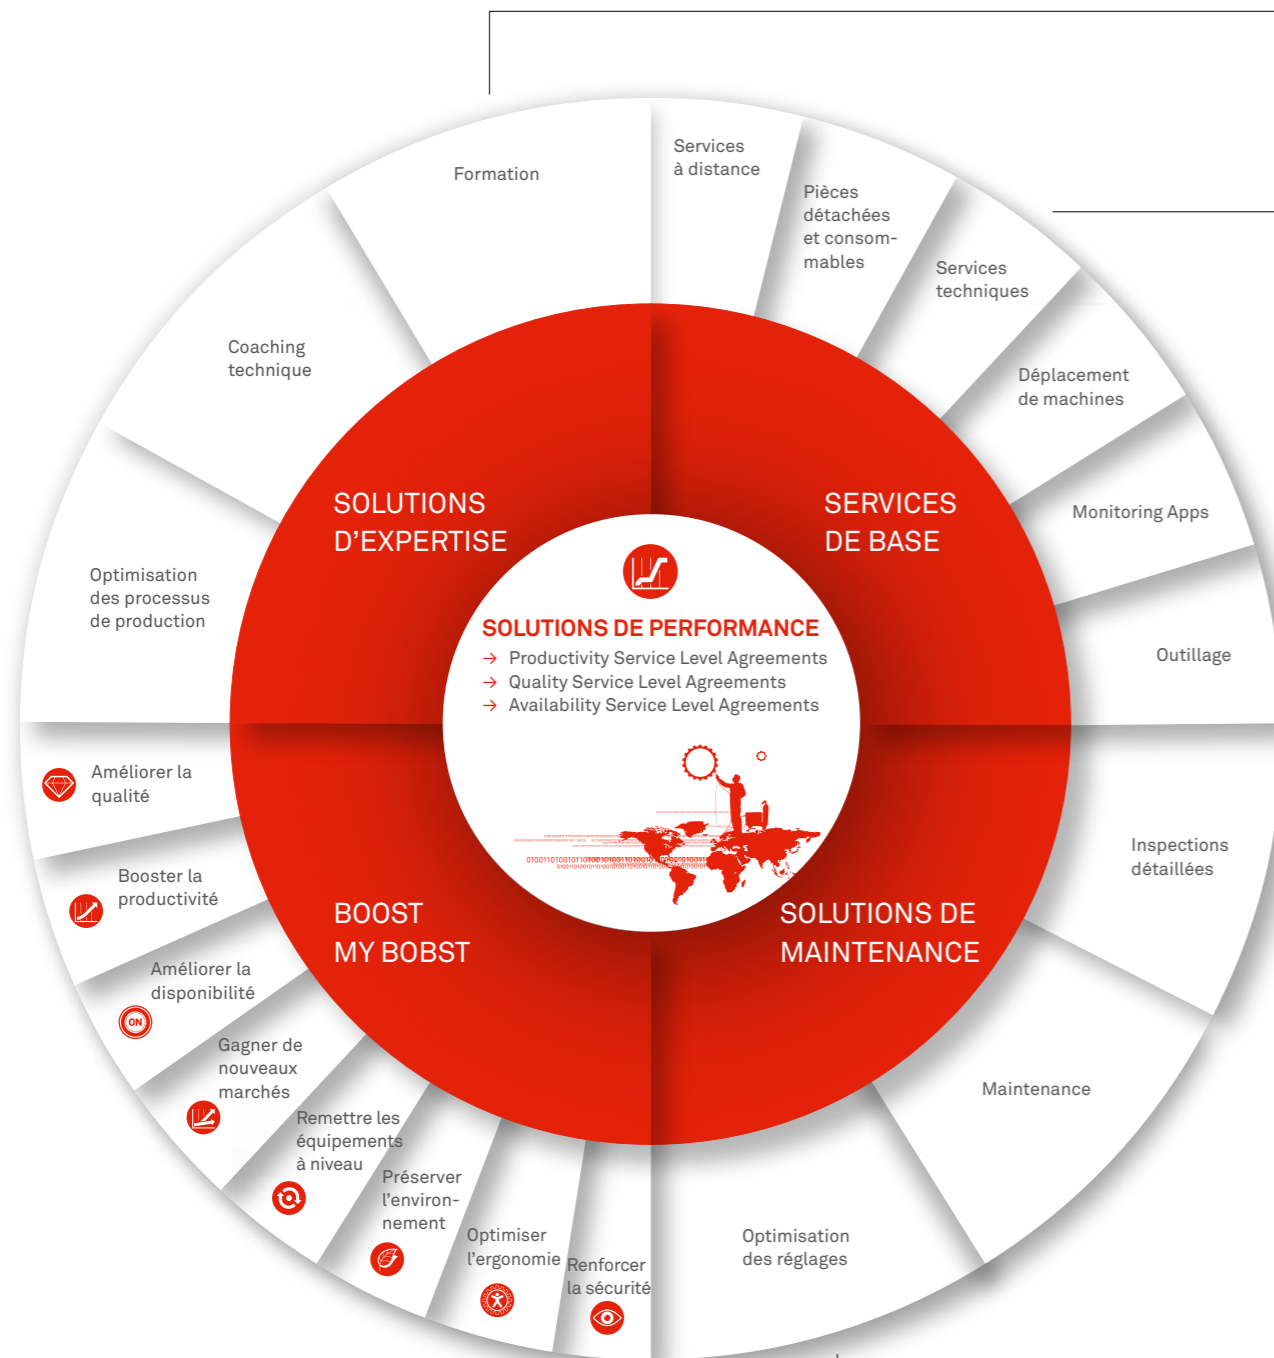 Formation
Services
à distance
Pièces
détachées
et consom-
mables
Services
techniques
Déplacement
de machines
Monitoring Apps
Outillage
Coaching
technique
Optimisation
des processus
de production
SOLUTIONS
D'EXPERTISE
SERVICES
DE BASE
SOLUTIONS DE PERFORMANCE
→ Productivity Service Level Agreements
→ Quality Service Level Agreements
→ Availability Service Level Agreements
BOOST
MY BOBST
SOLUTIONS DE
MAINTENANCE
Inspections
détaillées
Maintenance
Optimisation
des réglages
Améliorer la
qualité
Booster la
productivité
Améliorer la
disponibilité
ON
Gagner de
nouveaux
marchés
Remettre les
équipements
à niveau
Préserver
l'environ-
nement
Optimiser
l'ergonomie
Renforcer
la sécurité